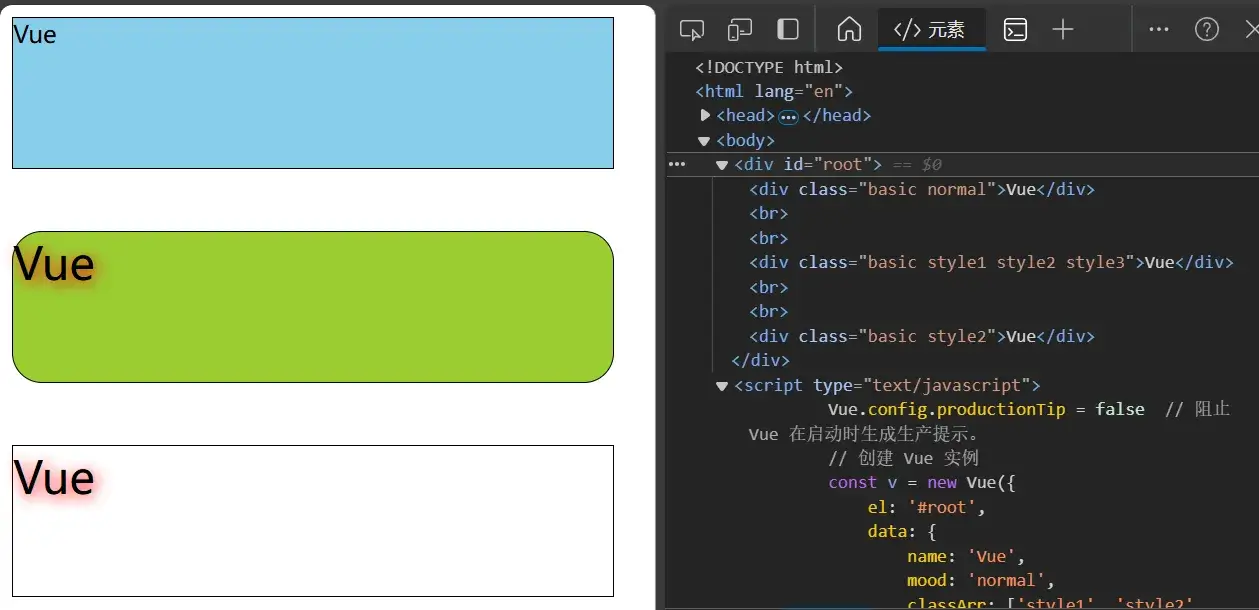 Vue
Vue
Vue
元素
<!DOCTYPE html>
<html lang="en">
<head>…</head>
<body>
<div id="root"> == $0
<div class="basic normal">Vue</div>
<br>
<br>
<div class="basic style1 style2 style3">Vue</div>
<br>
<br>
<div class="basic style2">Vue</div>
</div>
<script type="text/javascript">
Vue.config.productionTip = false // 阻止
Vue 在启动时生成生产提示。
// 创建 Vue 实例
const v = new Vue({
el: '#root',
data: {
name: 'Vue',
mood: 'normal',
classArr: ['style1', 'style2'